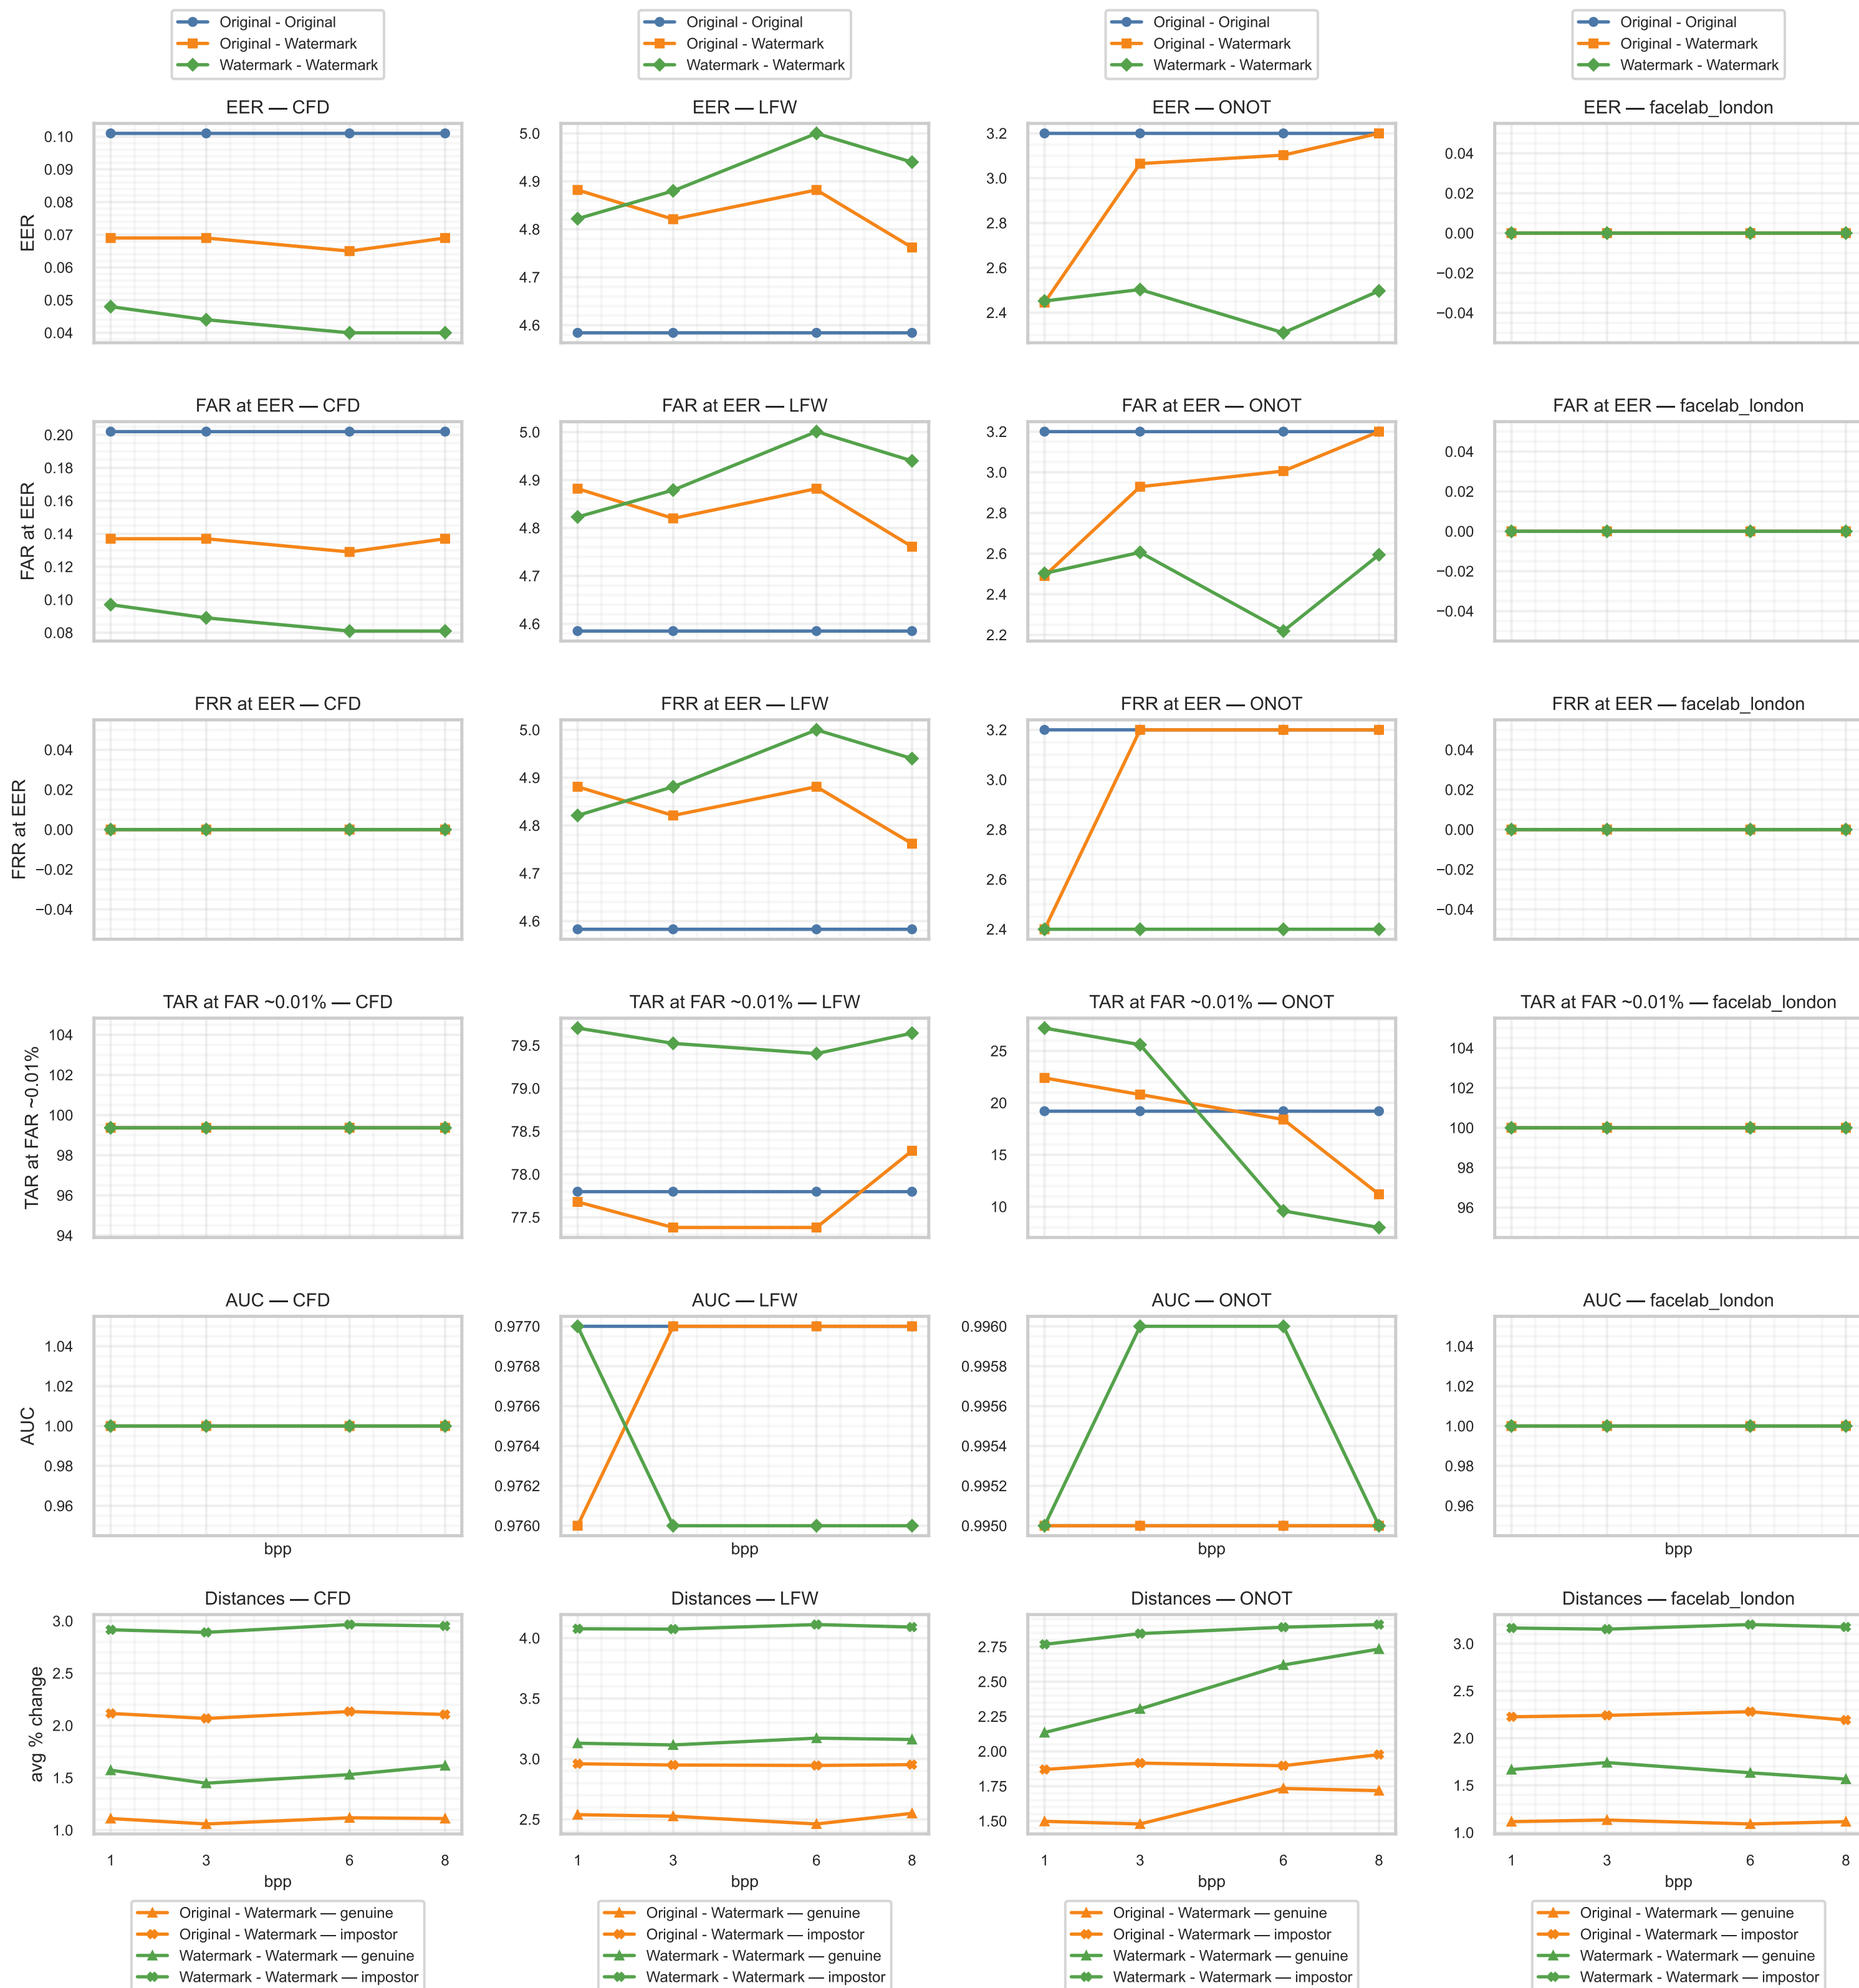 Original - Original
Original - Watermark
Watermark - Watermark
Original - Original
Original - Watermark
Watermark - Watermark
Original - Original
Original - Watermark
Watermark - Watermark
Original - Original
Original - Watermark
Watermark - Watermark
EER — CFD
EER
0.10
0.09
0.08
0.07
0.06
0.05
0.04
EER — LFW
5.0
4.9
4.8
4.7
4.6
EER — ONOT
3.2
3.0
2.8
2.6
2.4
EER — facelab_london
0.04
0.02
0.00
−0.02
−0.04
FAR at EER — CFD
FAR at EER
0.20
0.18
0.16
0.14
0.12
0.10
0.08
FAR at EER — LFW
5.0
4.9
4.8
4.7
4.6
FAR at EER — ONOT
3.2
3.0
2.8
2.6
2.4
2.2
FAR at EER — facelab_london
0.04
0.02
0.00
−0.02
−0.04
FRR at EER — CFD
FRR at EER
0.04
0.02
0.00
−0.02
−0.04
FRR at EER — LFW
5.0
4.9
4.8
4.7
4.6
FRR at EER — ONOT
3.2
3.0
2.8
2.6
2.4
FRR at EER — facelab_london
0.04
0.02
0.00
−0.02
−0.04
TAR at FAR ~0.01% — CFD
TAR at FAR ~0.01%
104
102
100
98
96
94
TAR at FAR ~0.01% — LFW
79.5
79.0
78.5
78.0
77.5
TAR at FAR ~0.01% — ONOT
25
20
15
10
TAR at FAR ~0.01% — facelab_london
104
102
100
98
96
AUC — CFD
AUC
1.04
1.02
1.00
0.98
0.96
bpp
AUC — LFW
0.9770
0.9768
0.9766
0.9764
0.9762
0.9760
bpp
AUC — ONOT
0.9960
0.9958
0.9956
0.9954
0.9952
0.9950
bpp
AUC — facelab_london
1.04
1.02
1.00
0.98
0.96
bpp
Distances — CFD
avg % change
3.0
2.5
2.0
1.5
1.0
1 3 6 8
bpp
Distances — LFW
4.0
3.5
3.0
2.5
1 3 6 8
bpp
Distances — ONOT
2.75
2.50
2.25
2.00
1.75
1.50
1 3 6 8
bpp
Distances — facelab_london
3.0
2.5
2.0
1.5
1.0
1 3 6 8
bpp
Original - Watermark — genuine
Original - Watermark — impostor
Watermark - Watermark — genuine
Watermark - Watermark — impostor
Original - Watermark — genuine
Original - Watermark — impostor
Watermark - Watermark — genuine
Watermark - Watermark — impostor
Original - Watermark — genuine
Original - Watermark — impostor
Watermark - Watermark — genuine
Watermark - Watermark — impostor
Original - Watermark — genuine
Original - Watermark — impostor
Watermark - Watermark — genuine
Watermark - Watermark — impostor